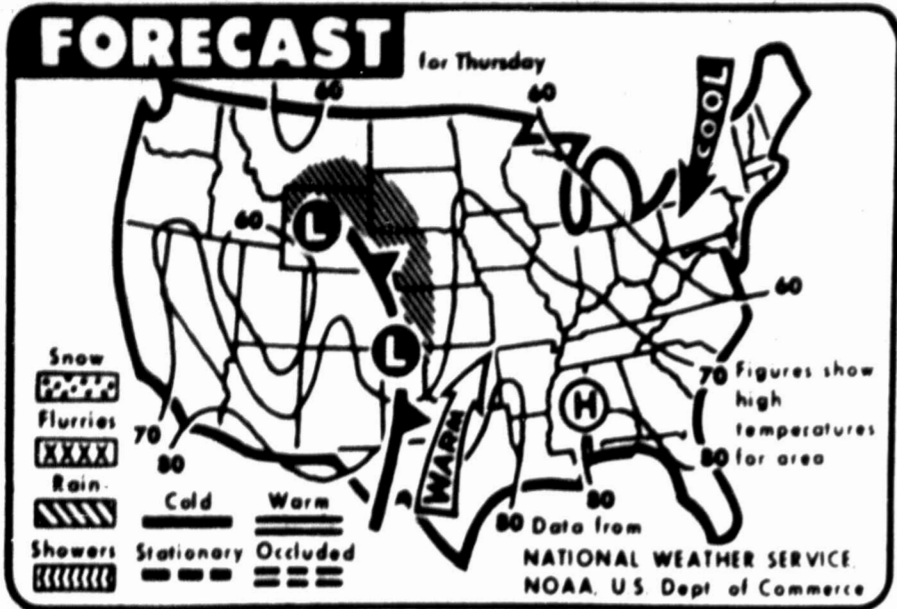 FORECAST
for Thursday
60
60
COOL
60
L
60
L
Snow
Flurries
Rain
Showers
70
80
Cold
Warm
Stationary
Occluded
WARM
H
70
80
80
80
Figures show
high
temperatures
for area
Data from
NATIONAL WEATHER SERVICE,
NOAA, U.S. Dept of Commerce